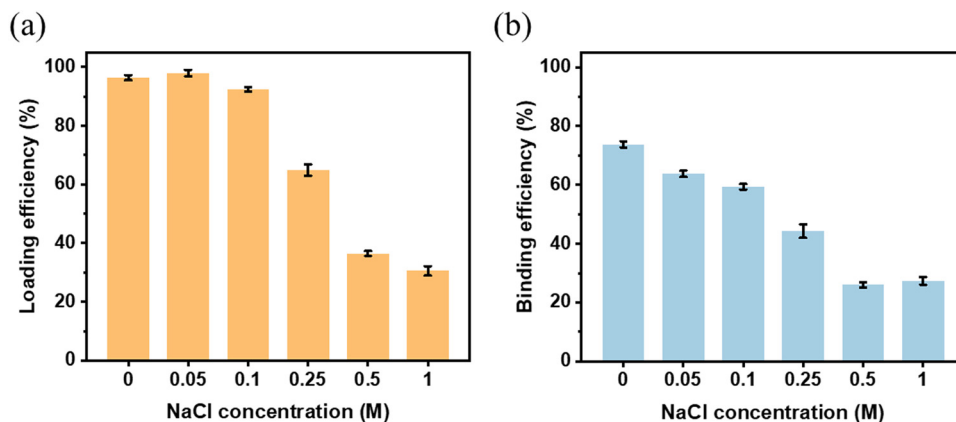 (a)
Loading efficiency (%)
100
80
60
40
20
0
0 0.05 0.1 0.25 0.5 1
NaCl concentration (M)
(b)
Binding efficiency (%)
100
80
60
40
20
0
0 0.05 0.1 0.25 0.5 1
NaCl concentration (M)